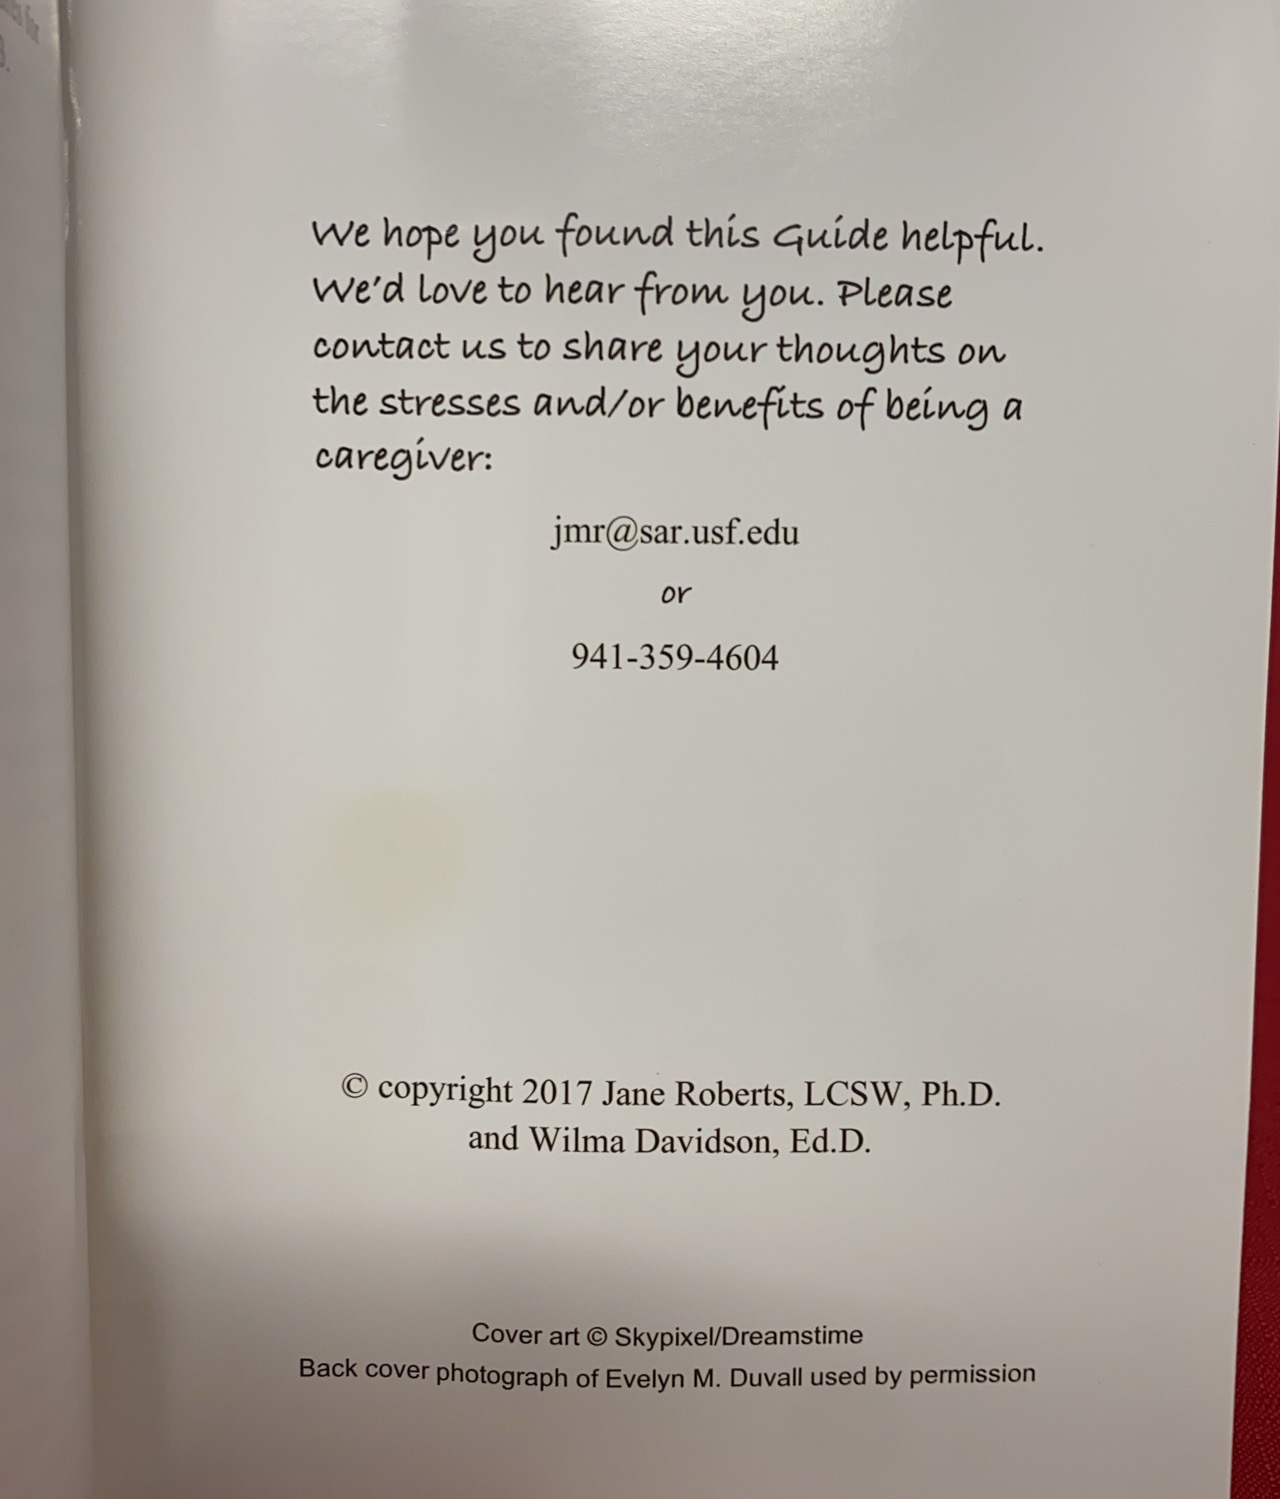 We hope you found this Guide helpful.
We'd love to hear from you. Please
contact us to share your thoughts on
the stresses and/or benefits of being a
caregiver:
jmr@sar.usf.edu
or
941-359-4604
© copyright 2017 Jane Roberts, LCSW, Ph.D.
and Wilma Davidson, Ed.D.
Cover art © Skypixel/Dreamstime
Back cover photograph of Evelyn M. Duvall used by permission